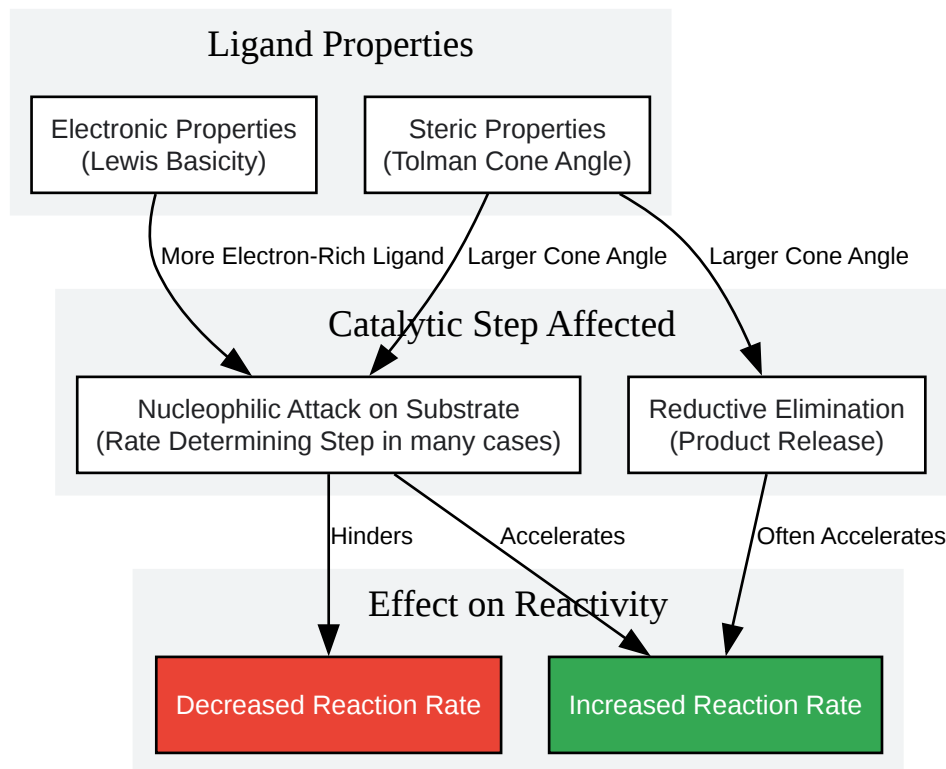 Ligand Properties
Electronic Properties
(Lewis Basicity)
Steric Properties
(Tolman Cone Angle)
More Electron-Rich Ligand
Larger Cone Angle
Larger Cone Angle
Catalytic Step Affected
Nucleophilic Attack on Substrate
(Rate Determining Step in many cases)
Reductive Elimination
(Product Release)
Hinders
Accelerates
Often Accelerates
Effect on Reactivity
Decreased Reaction Rate
Increased Reaction Rate